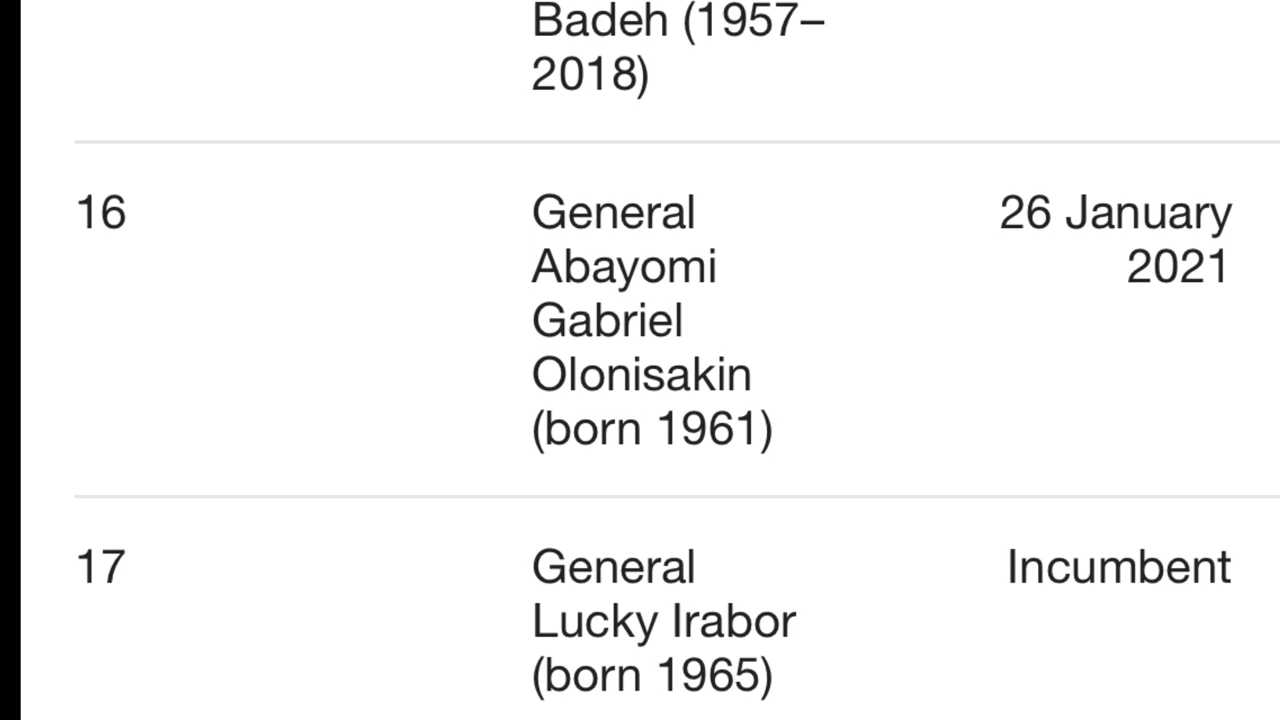 Badeh (1957–
2018)
16
General
Abayomi
Gabriel
Olonisakin
(born 1961)
26 January
2021
17
General
Lucky Irabor
(born 1965)
Incumbent